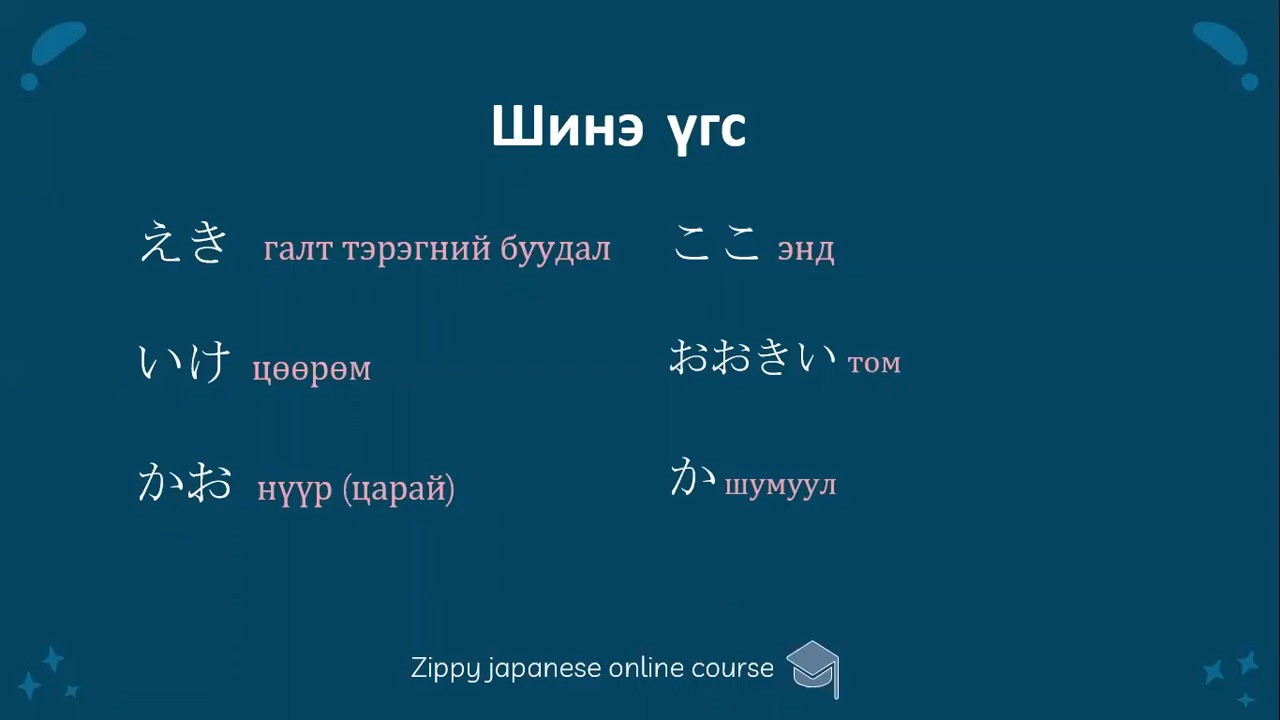 Шинэ үгс
えき галт тэрэгний буудал
ここ энд
いけ цөөрөм
おおきい том
かお нүүр (царай)
か шумуул
Zippy japanese online course